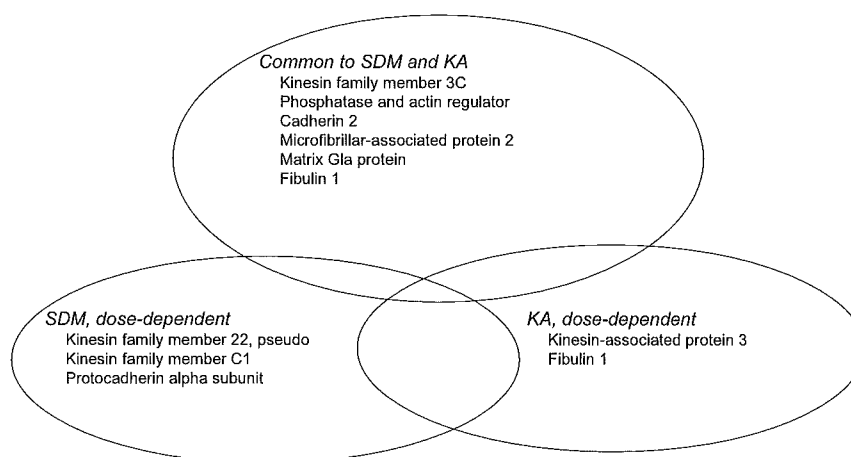 Common to SDM and KA
Kinesin family member 3C
Phosphatase and actin regulator
Cadherin 2
Microfibrillar-associated protein 2
Matrix Gla protein
Fibulin 1
SDM, dose-dependent
Kinesin family member 22, pseudo
Kinesin family member C1
Protocadherin alpha subunit
KA, dose-dependent
Kinesin-associated protein 3
Fibulin 1